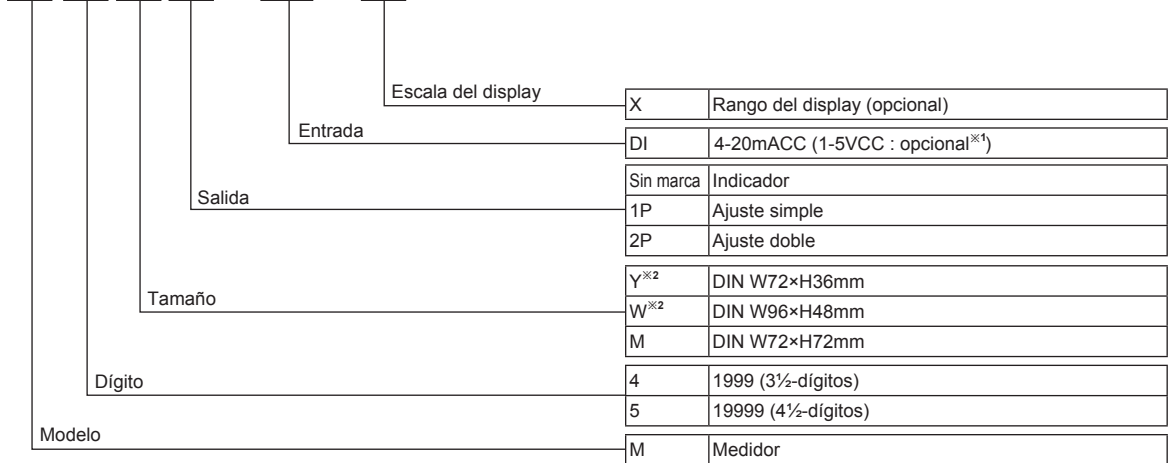 Escala del display
X Rango del display (opcional)
Entrada
DI 4-20mACC (1-5VCC : opcional※1)
Sin marca Indicador
Salida
1P Ajuste simple
2P Ajuste doble
Y※2 DIN W72×H36mm
Tamaño
W※2 DIN W96×H48mm
M DIN W72×H72mm
Dígito
4 1999 (3½-dígitos)
5 19999 (4½-dígitos)
Modelo
M Medidor